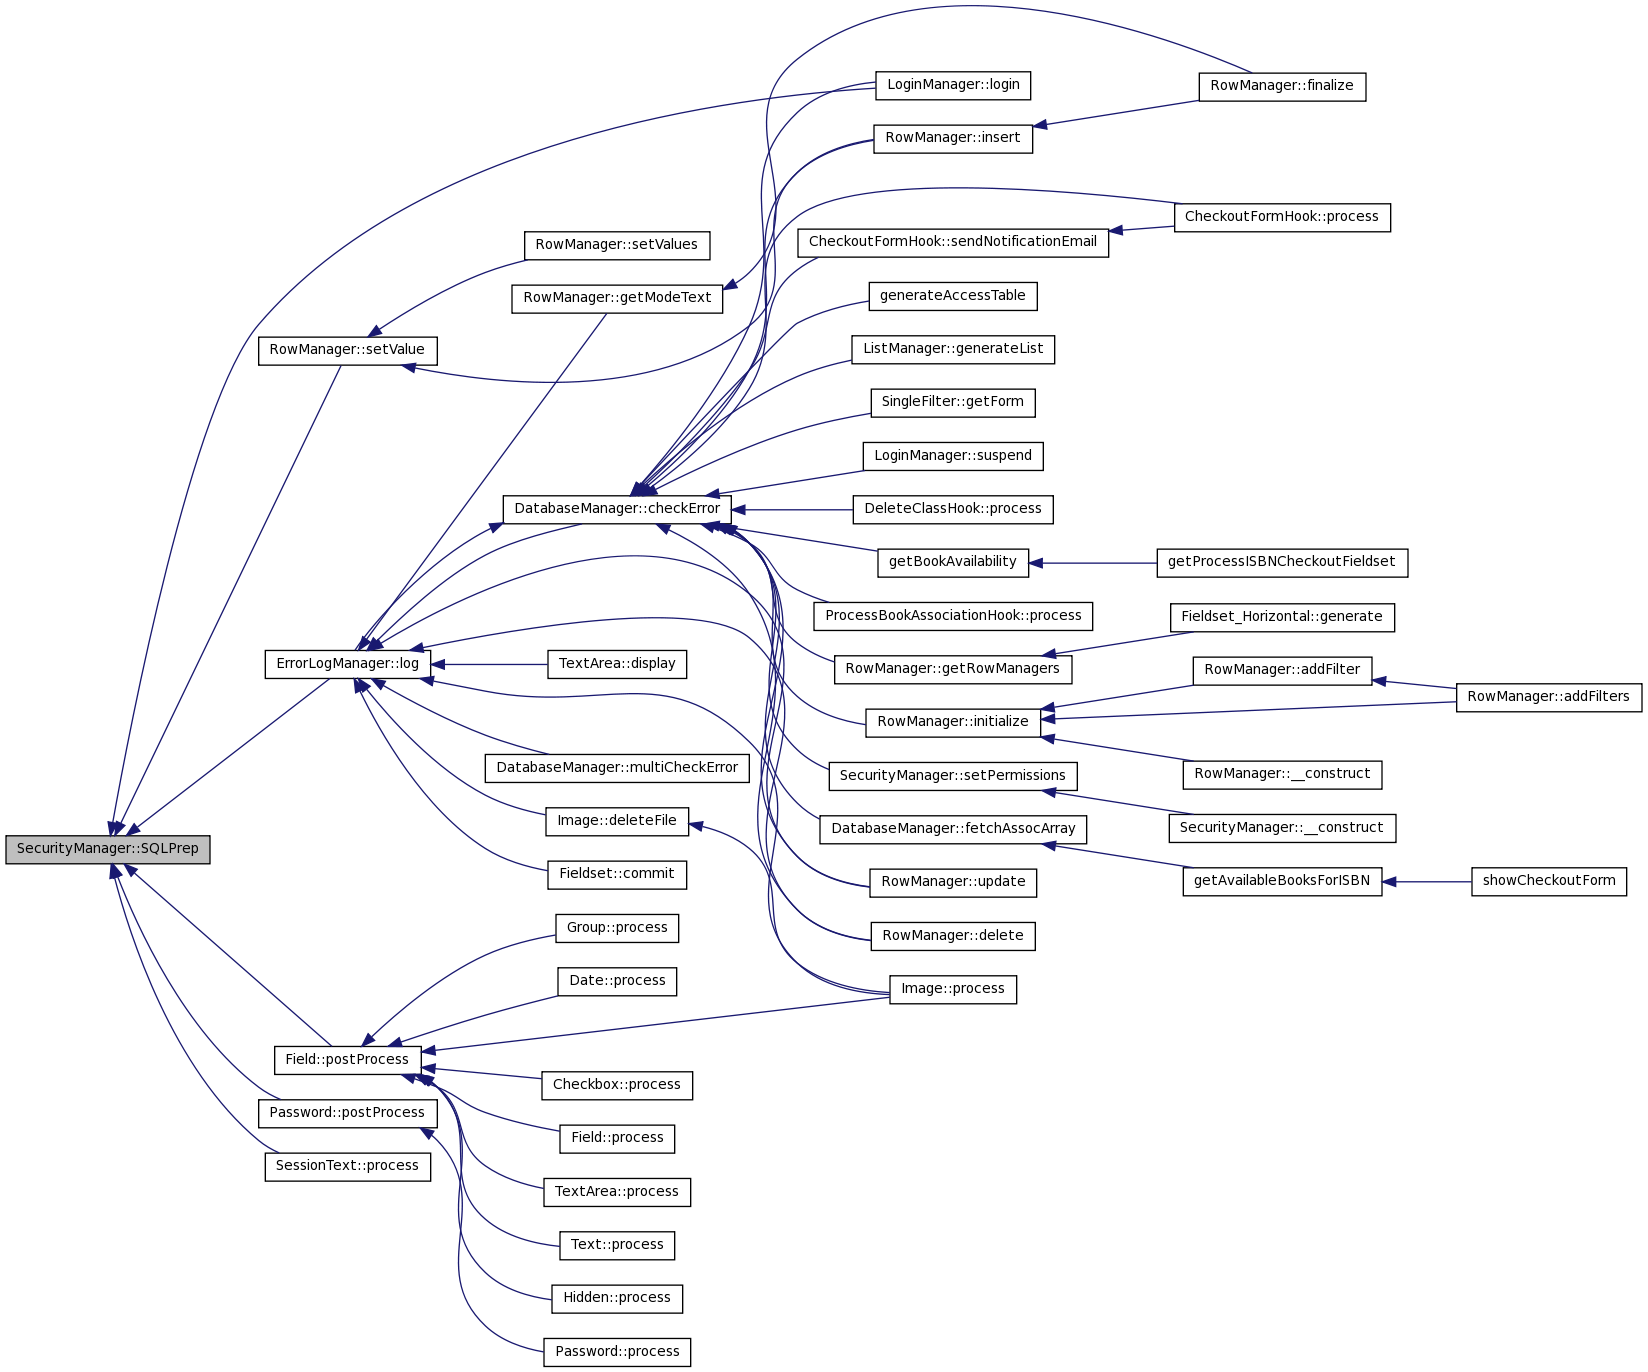 LoginManager::login
RowManager::finalize
RowManager::insert
CheckoutFormHook::process
RowManager::setValues
CheckoutFormHook::sendNotificationEmail
RowManager::getModeText
generateAccessTable
RowManager::setValue
ListManager::generateList
SingleFilter::getForm
LoginManager::suspend
DatabaseManager::checkError
DeleteClassHook::process
getBookAvailability
getProcessISBNCheckoutFieldset
ProcessBookAssociationHook::process
Fieldset_Horizontal::generate
ErrorLogManager::log
TextArea::display
RowManager::getRowManagers
RowManager::addFilter
RowManager::addFilters
RowManager::initialize
DatabaseManager::multiCheckError
SecurityManager::setPermissions
RowManager::__construct
Image::deleteFile
DatabaseManager::fetchAssocArray
SecurityManager::__construct
SecurityManager::SQLPrep
Fieldset::commit
RowManager::update
getAvailableBooksForISBN
showCheckoutForm
Group::process
RowManager::delete
Date::process
Image::process
Field::postProcess
Checkbox::process
Password::postProcess
Field::process
SessionText::process
TextArea::process
Text::process
Hidden::process
Password::process